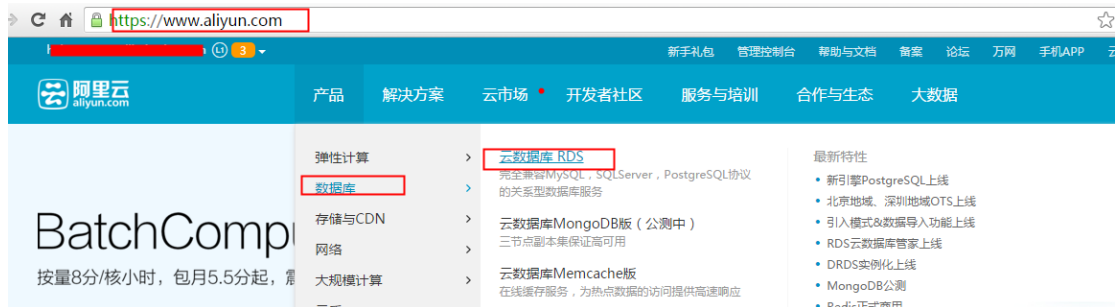 https://www.aliyun.com
3
新手礼包 管理控制台 帮助与文档 备案 论坛 万网 手机APP
阿里云
aliyun.com
产品 解决方案 云市场 开发者社区 服务与培训 合作与生态 大数据
弹性计算
数据库
存储与CDN
网络
大规模计算
云数据库 RDS
完全兼容MySQL，SQLServer，PostgreSQL协议
的关系型数据库服务
云数据库MongoDB版（公测中）
三节点副本集保证高可用
云数据库Memcache版
在线缓存服务，为热点数据的访问提供高速响应
最新特性
• 新引擎PostgreSQL上线
• 北京地域、深圳地域OTS上线
• 引入模式&数据导入功能上线
• RDS云数据库管家上线
• DRDS实例化上线
• MongoDB公测
• Redis正式商用
BatchComp
按量8分/核小时，包月5.5分起，